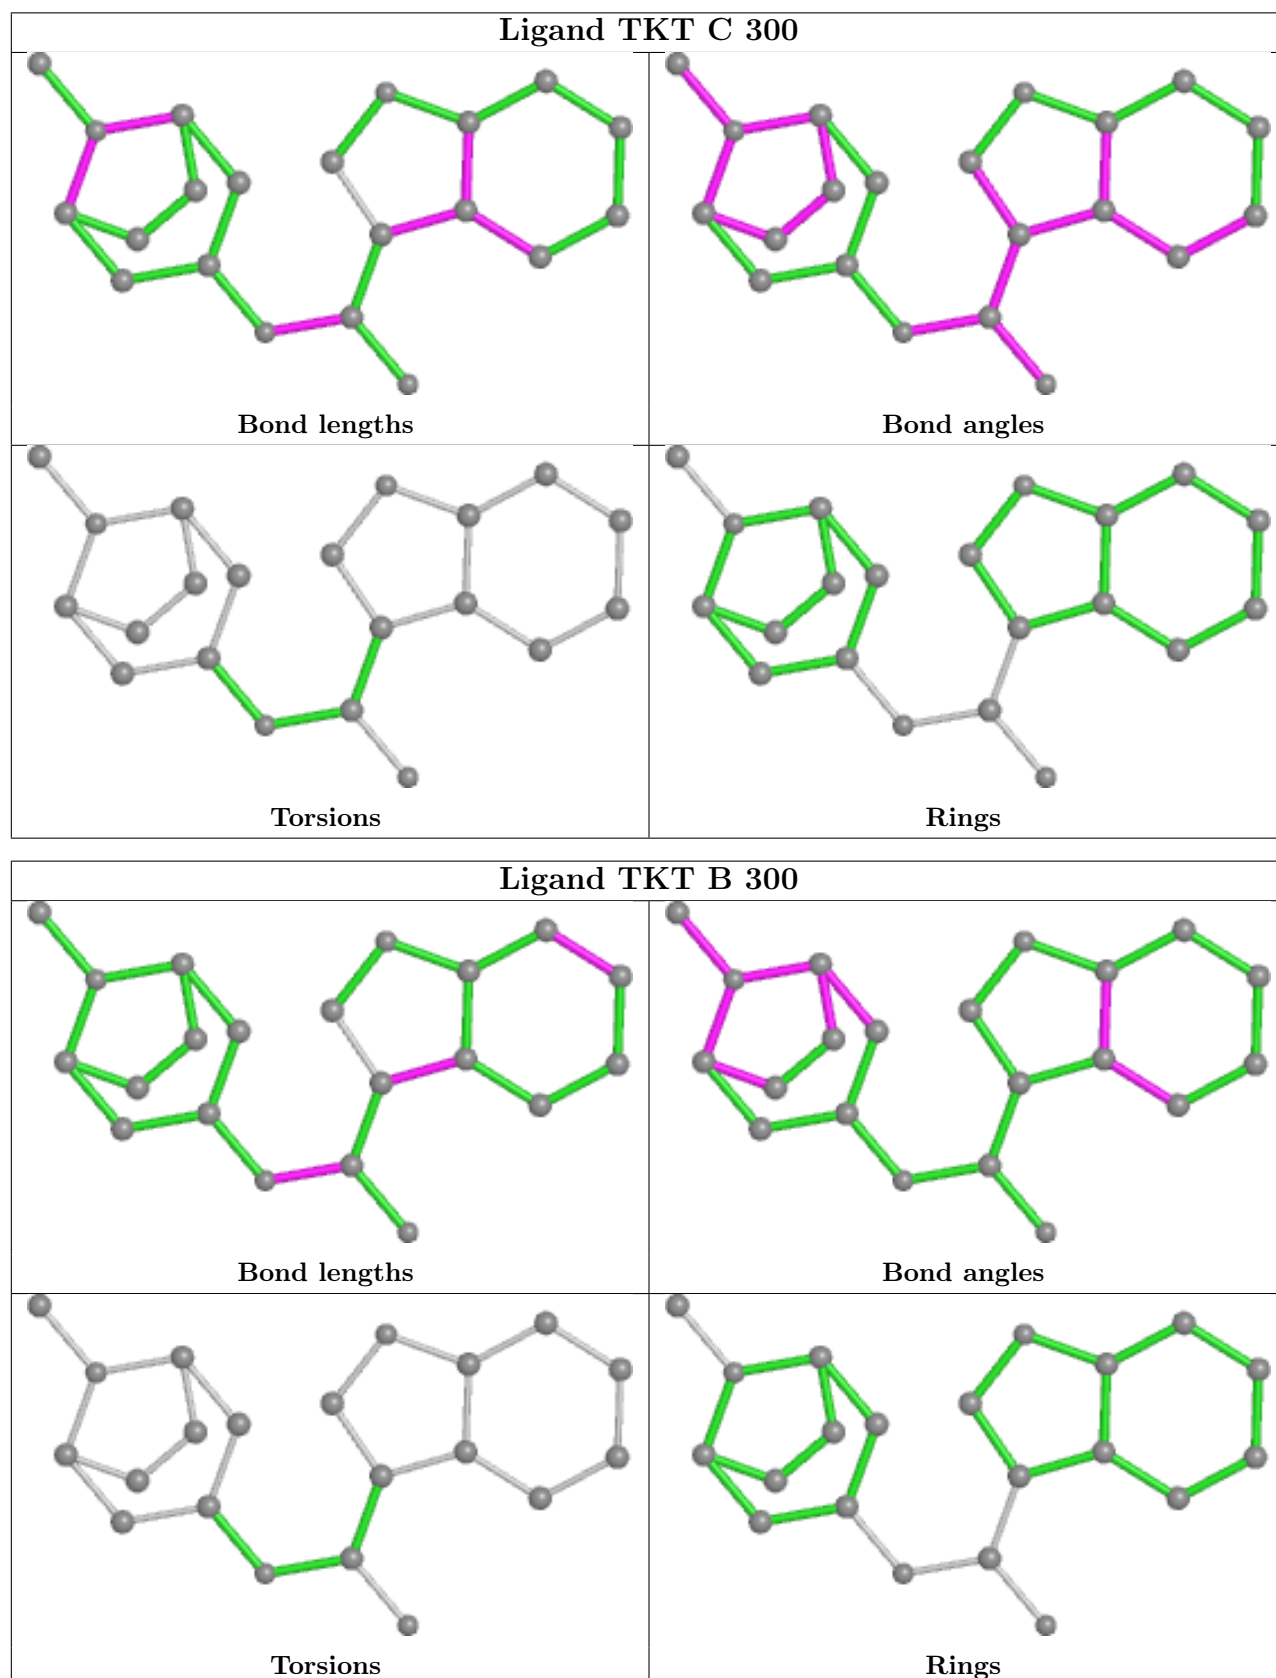 Ligand TKT C 300
Bond lengths
Bond angles
Torsions
Rings
Ligand TKT B 300
Bond lengths
Bond angles
Torsions
Rings